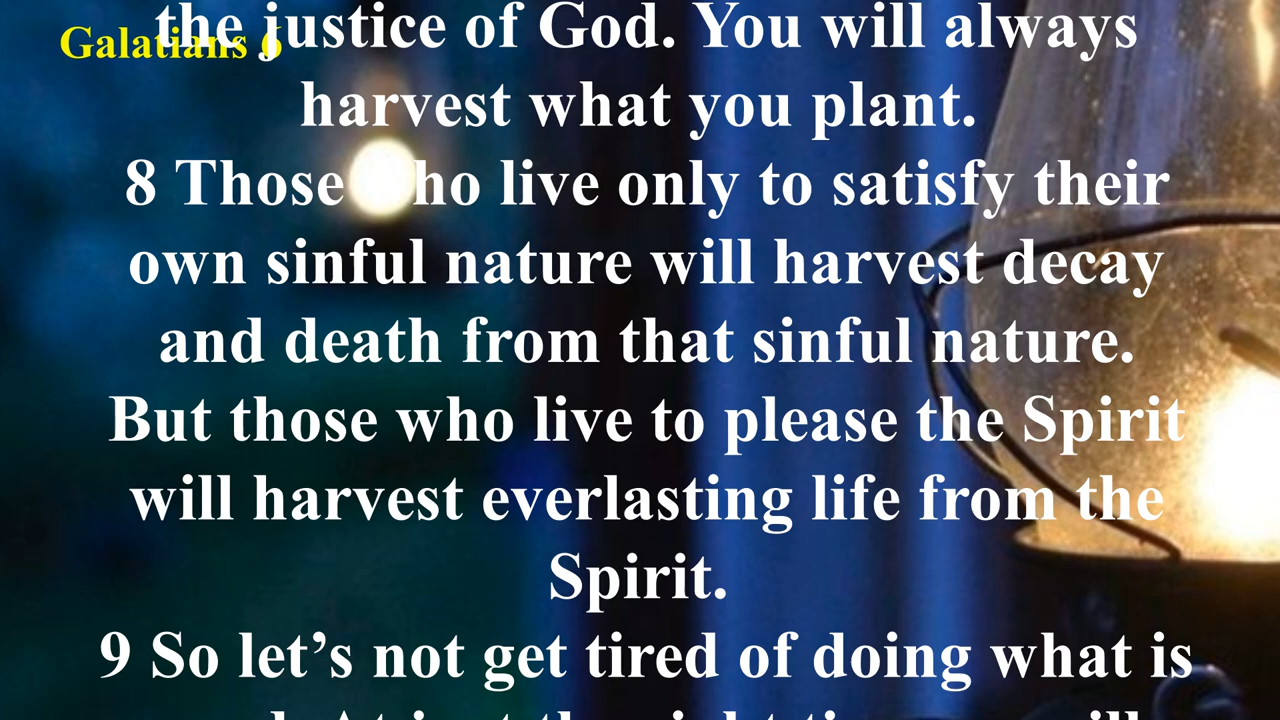 Galatians 6
the justice of God. You will always
harvest what you plant.
8 Those who live only to satisfy their
own sinful nature will harvest decay
and death from that sinful nature.
But those who live to please the Spirit
will harvest everlasting life from the
Spirit.
9 So let’s not get tired of doing what is